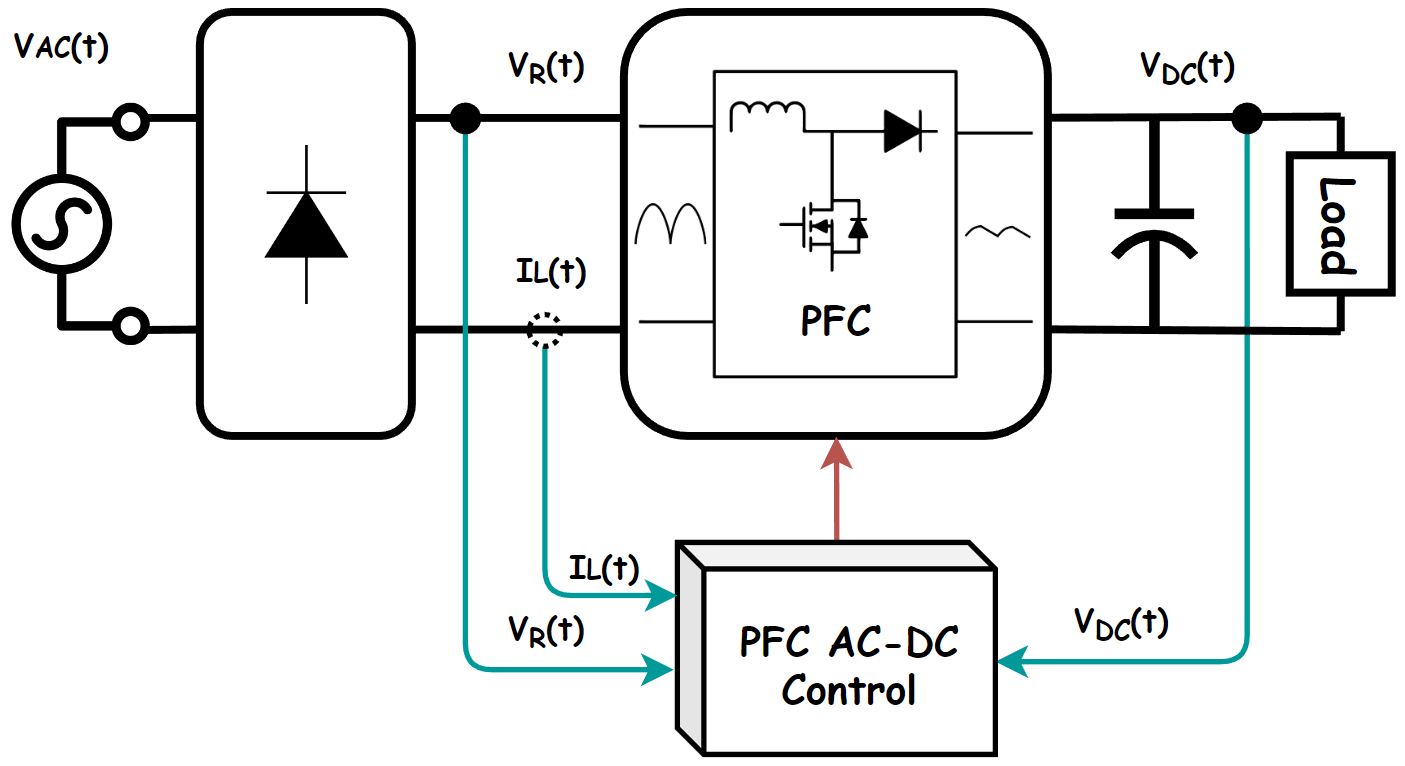 VAC(t)
VR(t)
VDC(t)
Load
IL(t)
PFC
IL(t)
VR(t)
VDC(t)
PFC AC-DC
Control